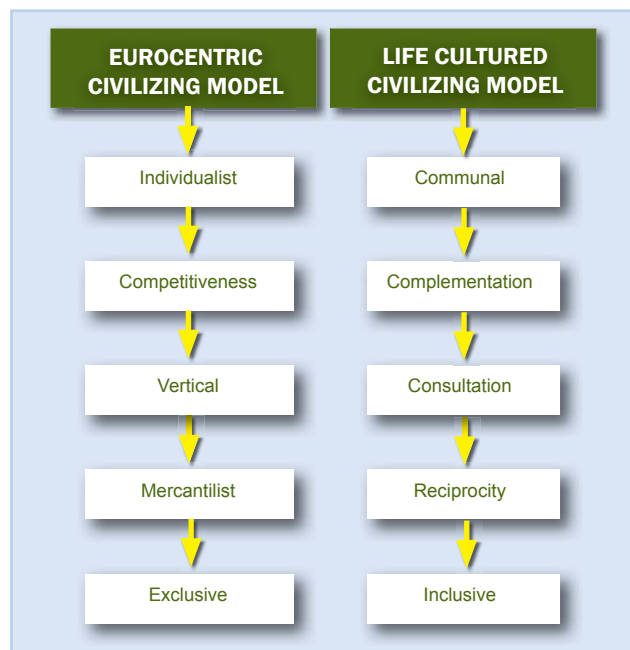 EUROCENTRIC
CIVILIZING MODEL
Individualist
Competitiveness
Vertical
Mercantilist
Exclusive
LIFE CULTURED
CIVILIZING MODEL
Communal
Complementation
Consultation
Reciprocity
Inclusive